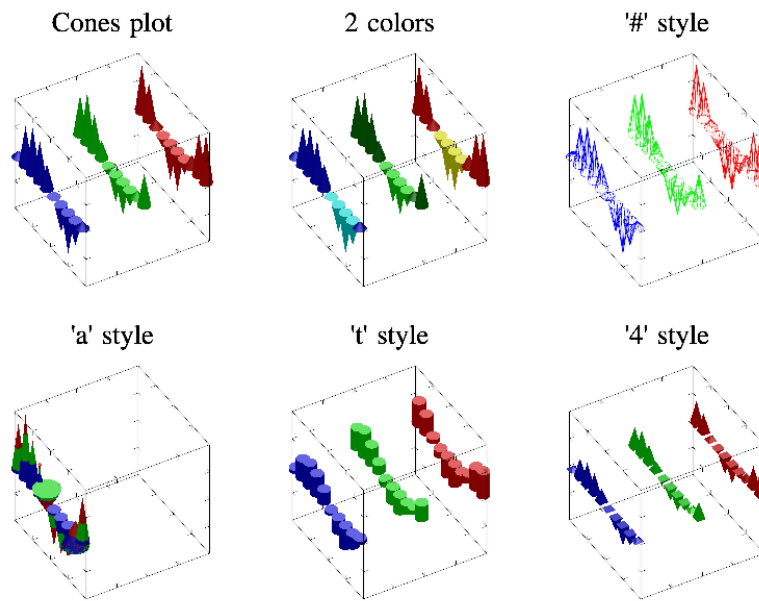 Cones plot
2 colors
'#' style
'a' style
't' style
'4' style